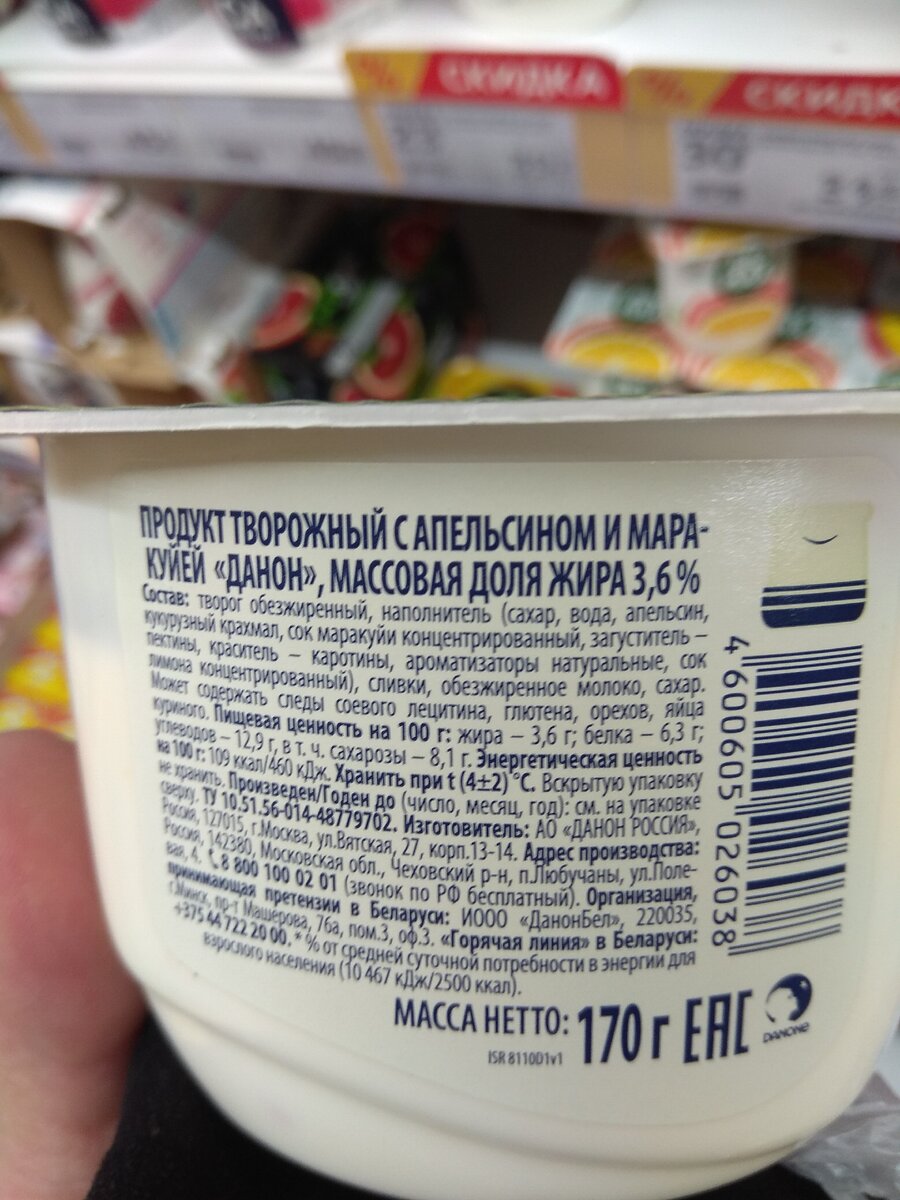 СКИДКА
СКИДК
ПРОДУКТ ТВОРОЖНЫЙ С АПЕЛЬСИНОМ И МАРА-
КУЙЕЙ «ДАНОН», МАССОВАЯ ДОЛЯ ЖИРА 3,6 %
Состав: творог обезжиренный, наполнитель (сахар, вода, апельсин,
кукурузный крахмал, сок маракуйи концентрированный, загуститель –
пектины, краситель – каротины, ароматизаторы натуральные, сок
лимона концентрированный), сливки, обезжиренное молоко, сахар.
Может содержать следы соевого лецитина, глютена, орехов, яйца
куриного. Пищевая ценность на 100 г: жира – 3,6 г; белка – 6,3 г;
углеводов – 12,9 г, в т. ч. сахарозы – 8,1 г. Энергетическая ценность
на 100 г: 109 ккал/460 кДж. Хранить при t (4±2) °С. Вскрытую упаковку
не хранить. Произведен/Годен до (число, месяц, год): см. на упаковке
сверху. ТУ 10.51.56-014-48779702. Изготовитель: АО «ДАНОН РОССИЯ»,
Россия, 127015, г.Москва, ул.Вятская, 27, корп.13-14. Адрес производства:
Россия, 142380, Московская обл., Чеховский р-н, п.Любучаны, ул.Поле-
вая, 4. 8 800 100 02 01 (звонок по РФ бесплатный). Организация,
принимающая претензии в Беларуси: ИООО «ДанонБел», 220035,
г.Минск, пр-т Машерова, 76а, пом.3, оф.3. «Горячая линия» в Беларуси:
+375 44 722 20 00. * % от средней суточной потребности в энергии для
взрослого населения (10 467 кДж/2500 ккал).
МАССА НЕТТО: 170 г ЕАС
DANONE
ISR 8110D1v1
4 600605 026038